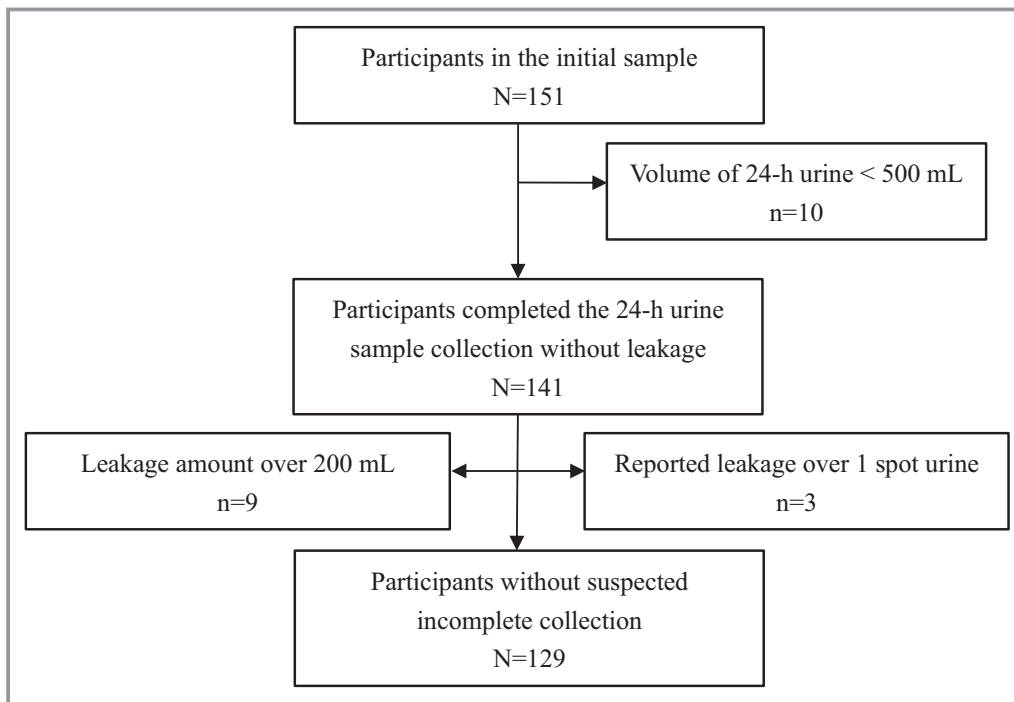 Participants in the initial sample
N=151
Volume of 24-h urine < 500 mL
n=10
Participants completed the 24-h urine
sample collection without leakage
N=141
Leakage amount over 200 mL
n=9
Reported leakage over 1 spot urine
n=3
Participants without suspected
incomplete collection
N=129